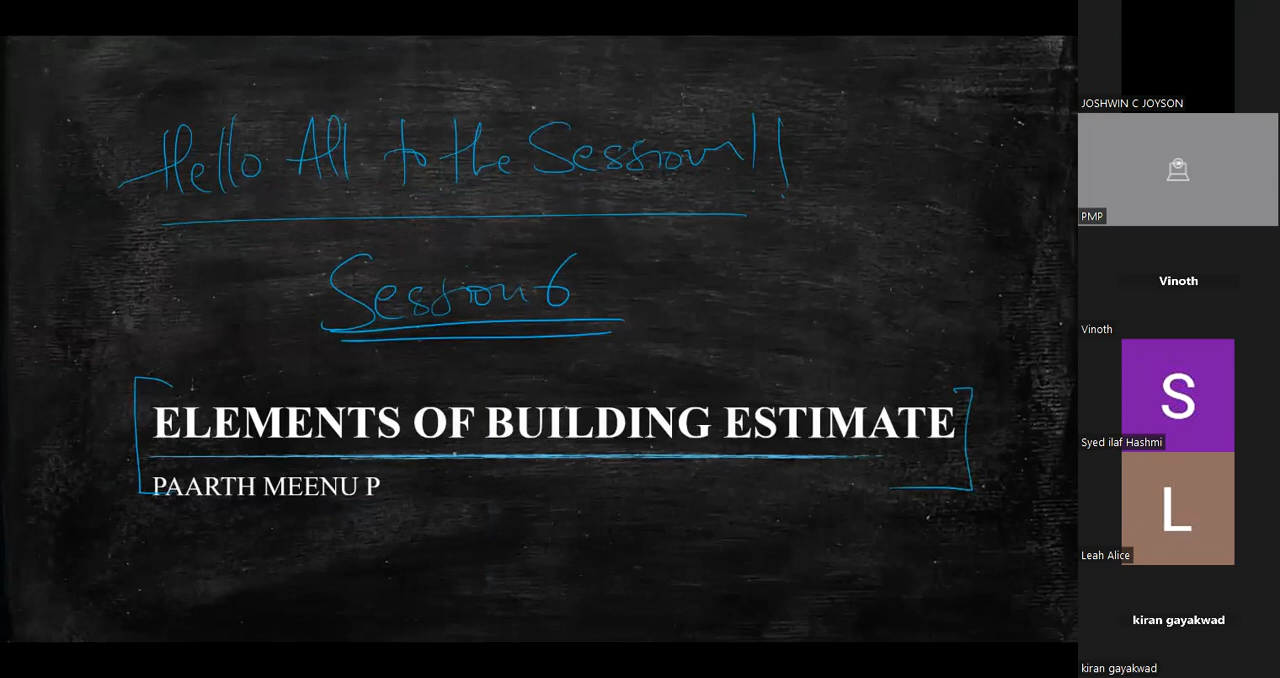 Hello All to the Session!!
Session 6
ELEMENTS OF BUILDING ESTIMATE
PAARTH MEENU P
JOSHWIN C JOYSON
PMP
Vinoth
Vinoth
S
Syed ilaf Hashmi
L
Leah Alice
kiran gayakwad
kiran gayakwad